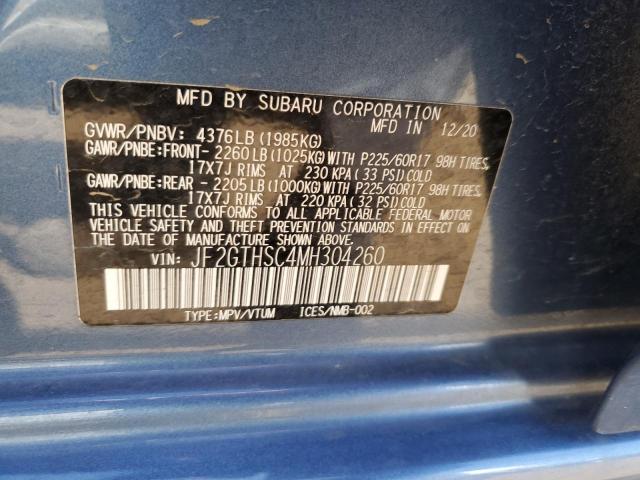 MFD BY SUBARU CORPORATION
MFD IN 12/20
GVWR/PNBV: 4376LB (1985KG)
GAWR/PNBE:FRONT- 2260LB (1025KG) WITH P225/60R17 98H TIRES,
17X7J RIMS AT 230 KPA ( 33 PSI) COLD
GAWR/PNBE:REAR - 2205LB (1000KG) WITH P225/60R17 98H TIRES,
17X7J RIMS AT 220 KPA ( 32 PSI) COLD
THIS VEHICLE CONFORMS TO ALL APPLICABLE FEDERAL MOTOR
VEHICLE SAFETY AND THEFT PREVENTION STANDARDS IN EFFECT ON
THE DATE OF MANUFACTURE SHOWN ABOVE.
VIN: JF2GTHSC4MH304260
TYPE:MPV/VTUM ICES/NMB-002